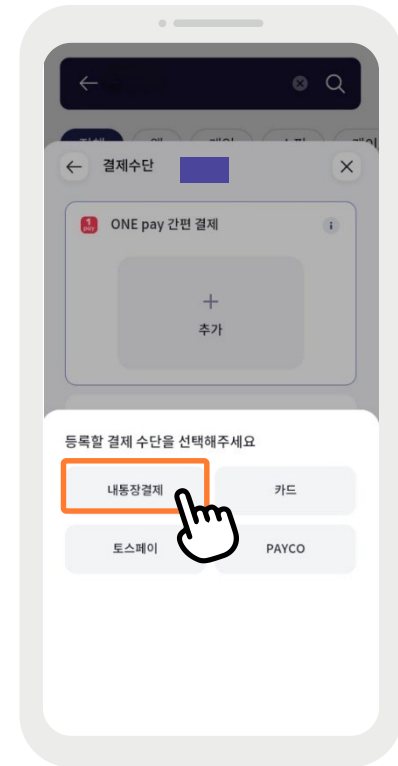 결제수단
1
pay
ONE pay 간편 결제
i
+
추가
등록할 결제 수단을 선택해주세요
내통장결제
카드
토스페이
PAYCO